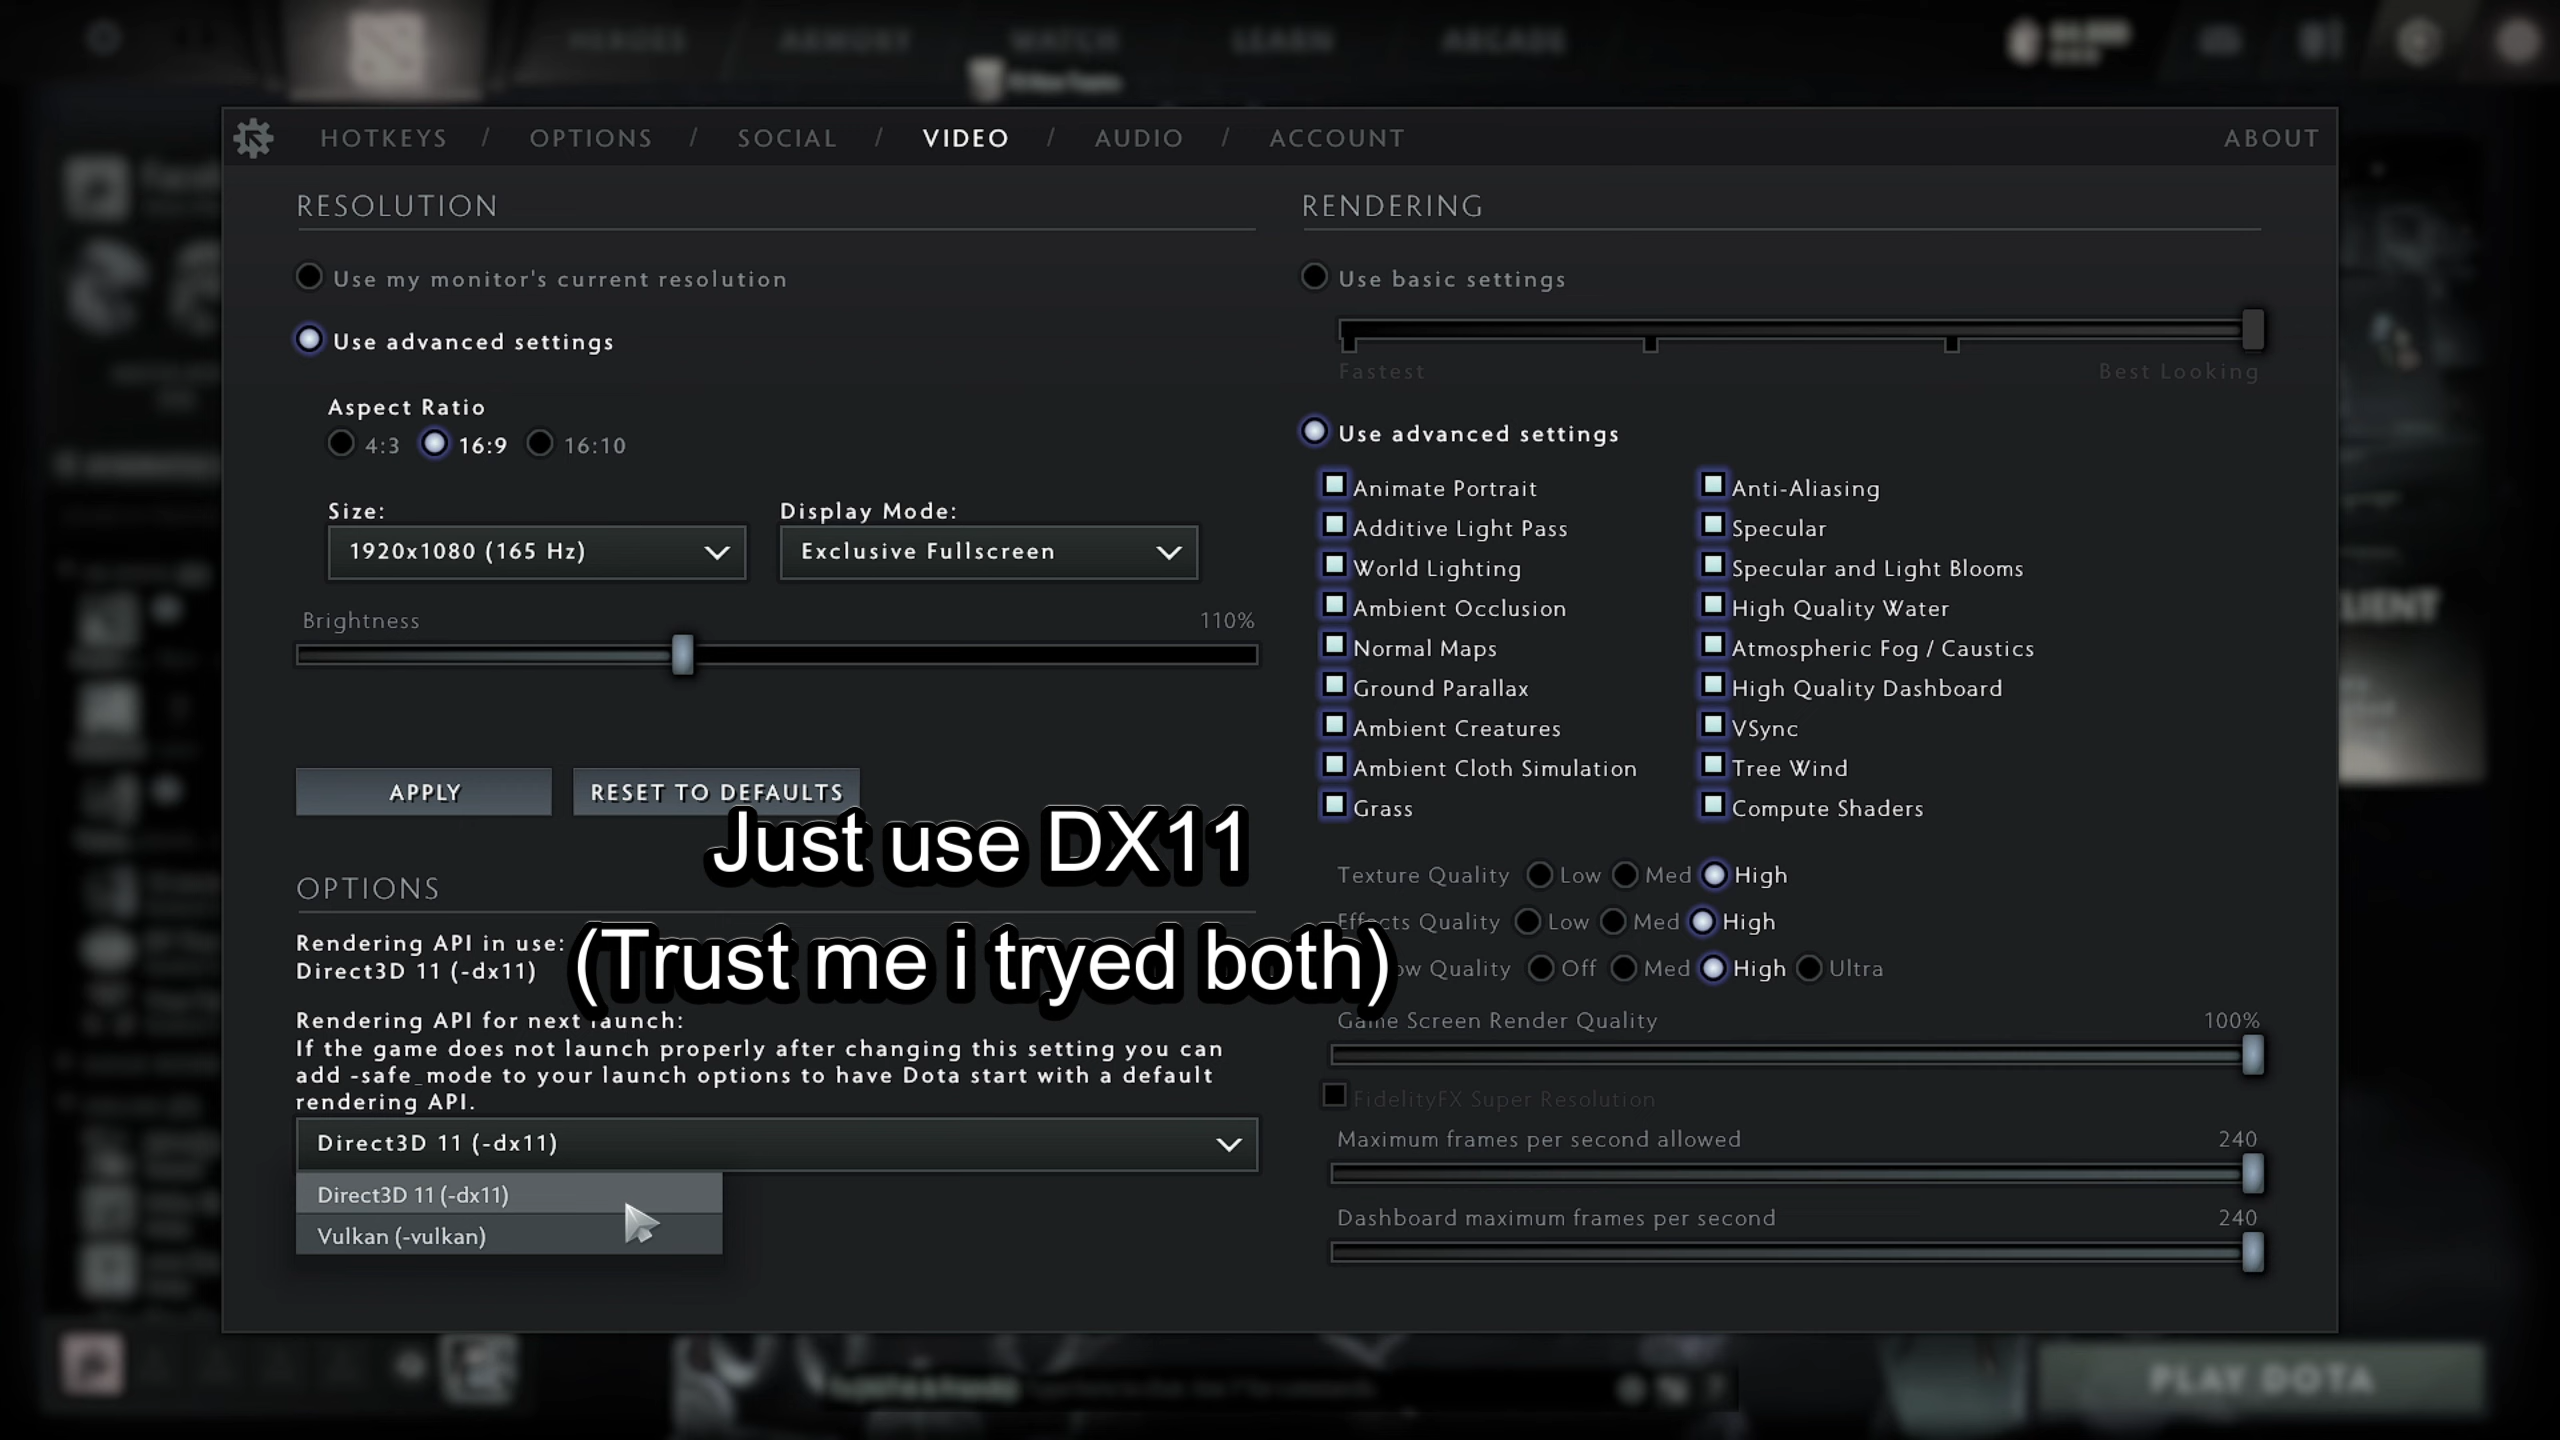 HEROES
ARMORY
WATCH
LEARN
ARCADE
HOTKEYS / OPTIONS / SOCIAL / VIDEO / AUDIO / ACCOUNT
ABOUT
RESOLUTION
Use my monitor's current resolution
Use advanced settings
Aspect Ratio
4:3 16:9 16:10
Size:
1920x1080 (165 Hz)
Display Mode:
Exclusive Fullscreen
Brightness 110%
APPLY
RESET TO DEFAULTS
Just use DX11
(Trust me i tryed both)
OPTIONS
Rendering API in use:
Direct3D 11 (-dx11)
Rendering API for next launch:
If the game does not launch properly after changing this setting you can
add -safe_mode to your launch options to have Dota start with a default
rendering API.
Direct3D 11 (-dx11)
Direct3D 11 (-dx11)
Vulkan (-vulkan)
RENDERING
Use basic settings
Fastest Best Looking
Use advanced settings
Animate Portrait
Additive Light Pass
World Lighting
Ambient Occlusion
Normal Maps
Ground Parallax
Ambient Creatures
Ambient Cloth Simulation
Grass
Anti-Aliasing
Specular
Specular and Light Blooms
High Quality Water
Atmospheric Fog / Caustics
High Quality Dashboard
VSync
Tree Wind
Compute Shaders
Texture Quality Low Med High
Effects Quality Low Med High
ow Quality Off Med High Ultra
Game Screen Render Quality 100%
FidelityFX Super Resolution
Maximum frames per second allowed 240
Dashboard maximum frames per second 240
PLAY DOTA